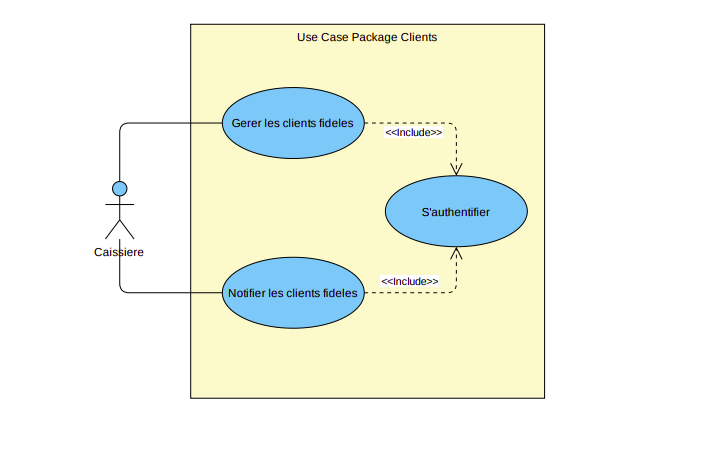 Use Case Package Clients
Gerer les clients fideles
<<Include>>
S'authentifier
Caissiere
<<Include>>
Notifier les clients fideles